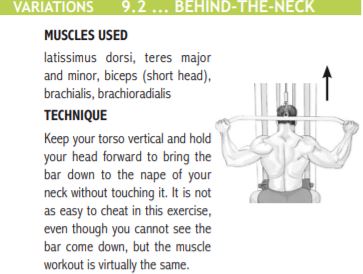 VARIATIONS 9.2 ... BEHIND-THE-NECK
MUSCLES USED
latissimus dorsi, teres major
and minor, biceps (short head),
brachialis, brachioradialis
TECHNIQUE
Keep your torso vertical and hold
your head forward to bring the
bar down to the nape of your
neck without touching it. It is not
as easy to cheat in this exercise,
even though you cannot see the
bar come down, but the muscle
workout is virtually the same.